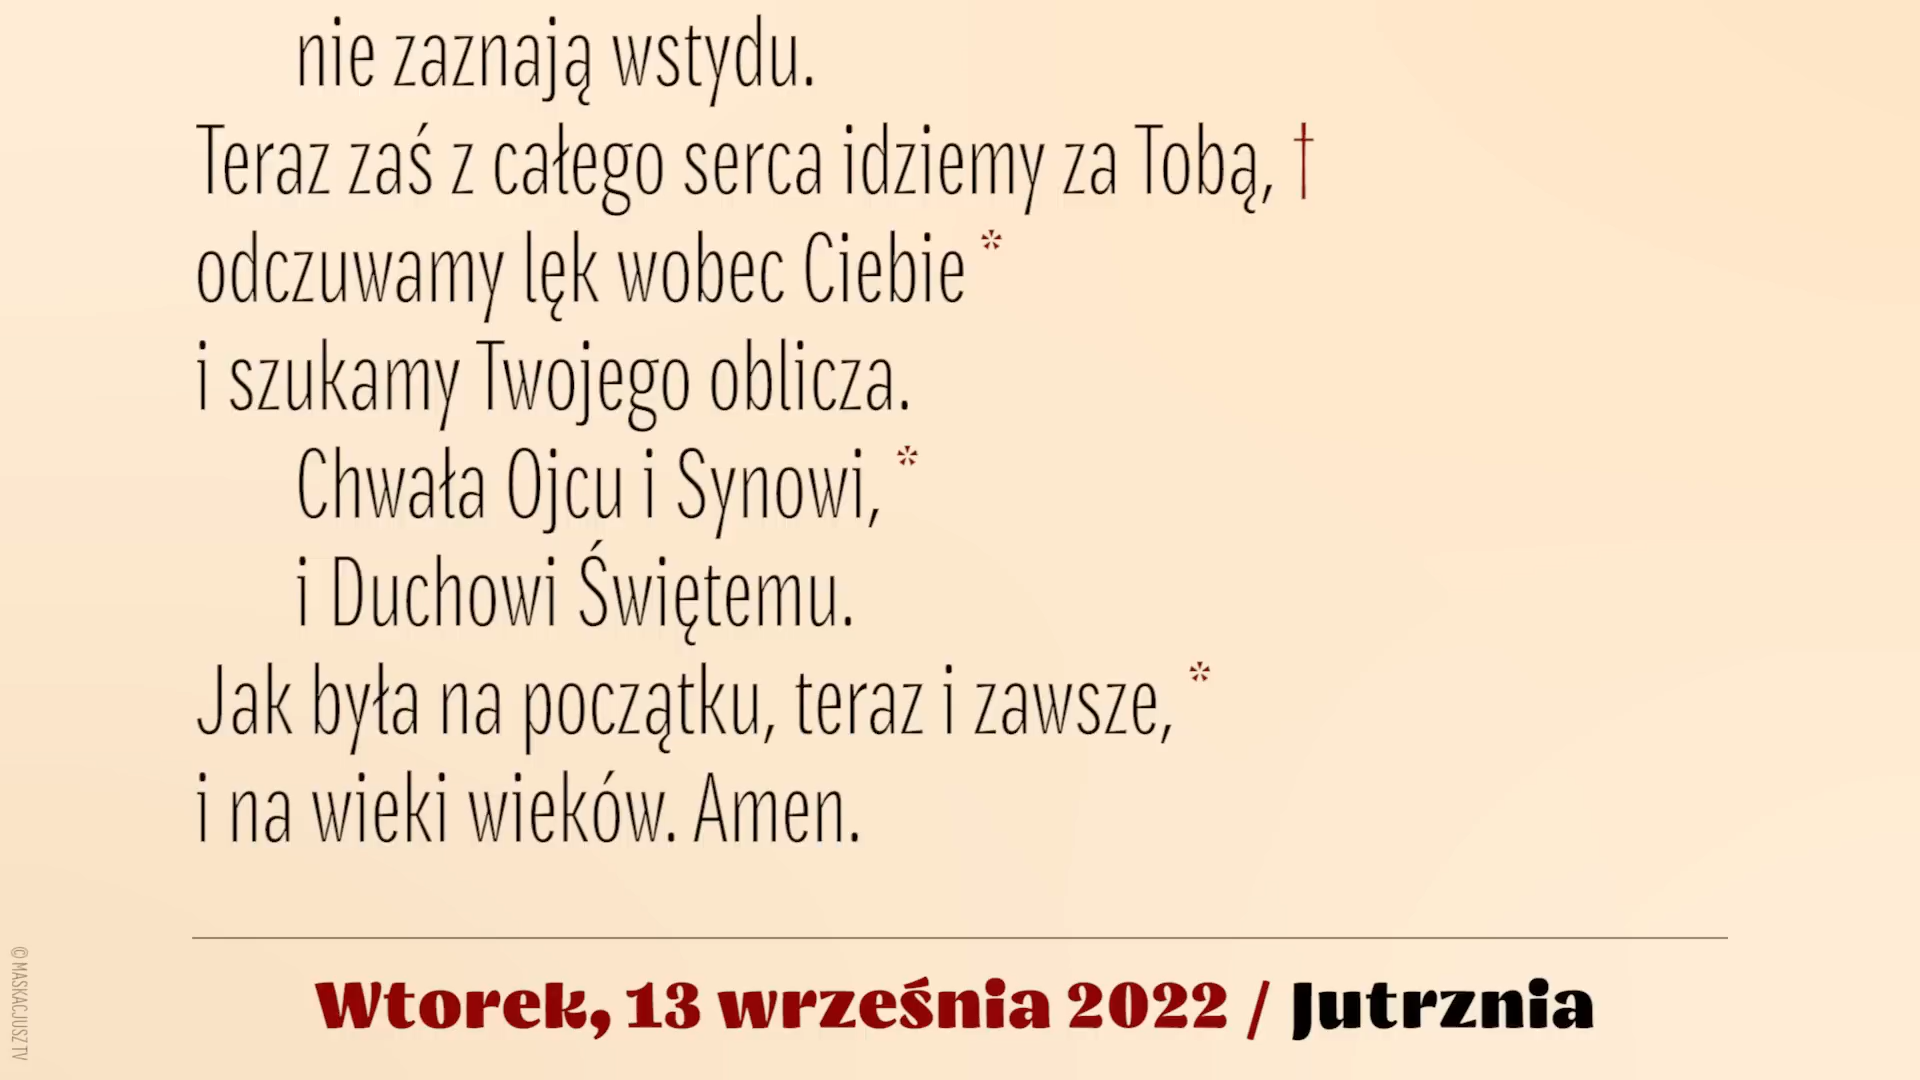 nie zaznają wstydu.
Teraz zaś z całego serca idziemy za Tobą, †
odczuwamy lęk wobec Ciebie *
i szukamy Twojego oblicza.
Chwała Ojcu i Synowi, *
i Duchowi Świętemu.
Jak była na początku, teraz i zawsze, *
i na wieki wieków. Amen.
Wtorek, 13 września 2022 / Jutrznia
© MASKACJUSZ TV